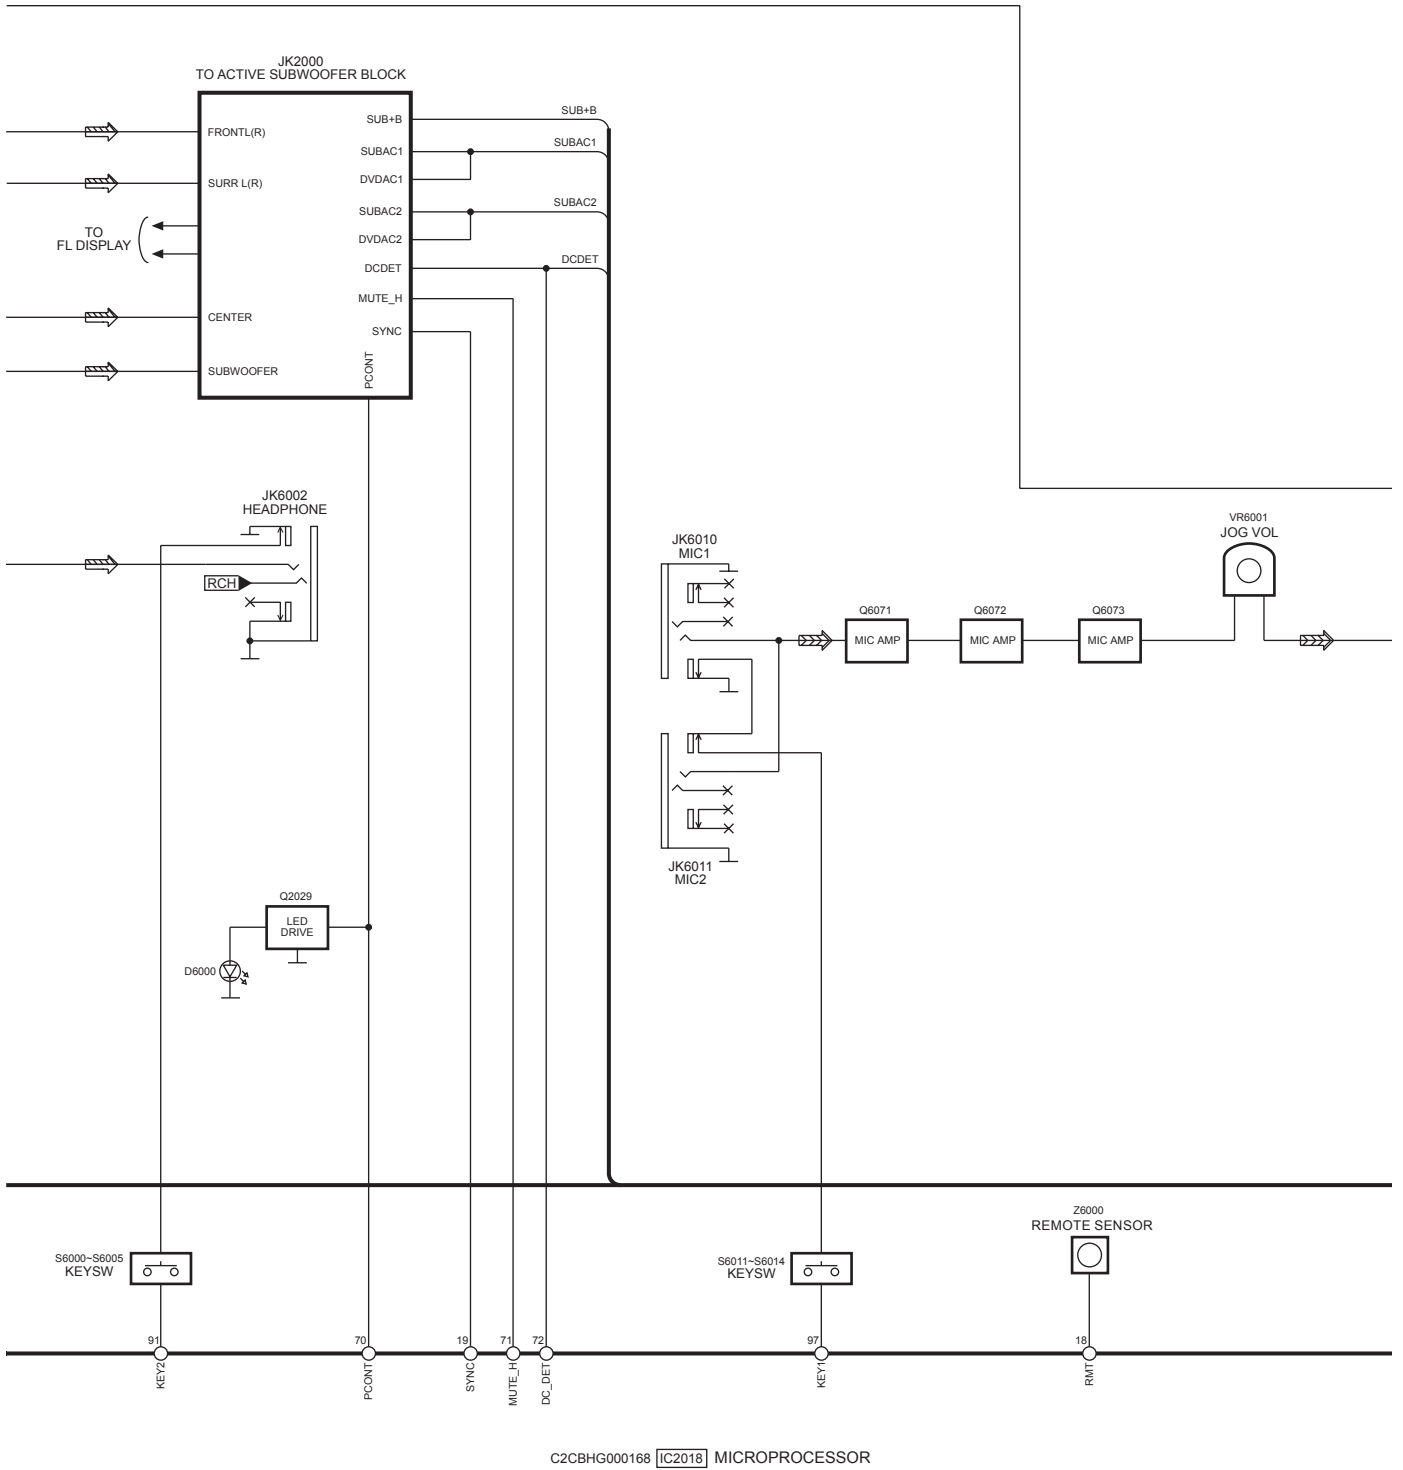 JK2000
TO ACTIVE SUBWOOFER BLOCK
FRONTL(R)
SURR L(R)
TO
FL DISPLAY
CENTER
SUBWOOFER
SUB+B
SUBAC1
DVDAC1
SUBAC2
DVDAC2
DCDET
MUTE_H
SYNC
PCONT
SUB+B
SUBAC1
SUBAC2
DCDET
JK6002
HEADPHONE
RCH
JK6010
MIC1
JK6011
MIC2
Q6071
MIC AMP
Q6072
MIC AMP
Q6073
MIC AMP
VR6001
JOG VOL
Q2029
LED
DRIVE
D6000
S6000~S6005
KEYSW
S6011~S6014
KEYSW
Z6000
REMOTE SENSOR
91
70
19
71
72
97
18
KEY2
PCONT
SYNC
MUTE_H
DC_DET
KEY1
RMT
C2CBHG000168 IC2018 MICROPROCESSOR